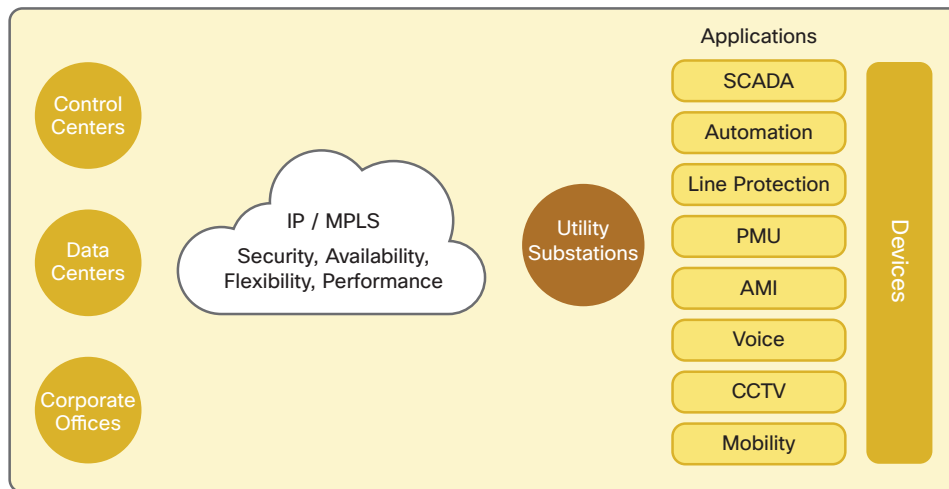 Control
Centers
Data
Centers
Corporate
Offices
IP / MPLS
Security, Availability,
Flexibility, Performance
Utility
Substations
Applications
SCADA
Automation
Line Protection
PMU
AMI
Voice
CCTV
Mobility
Devices